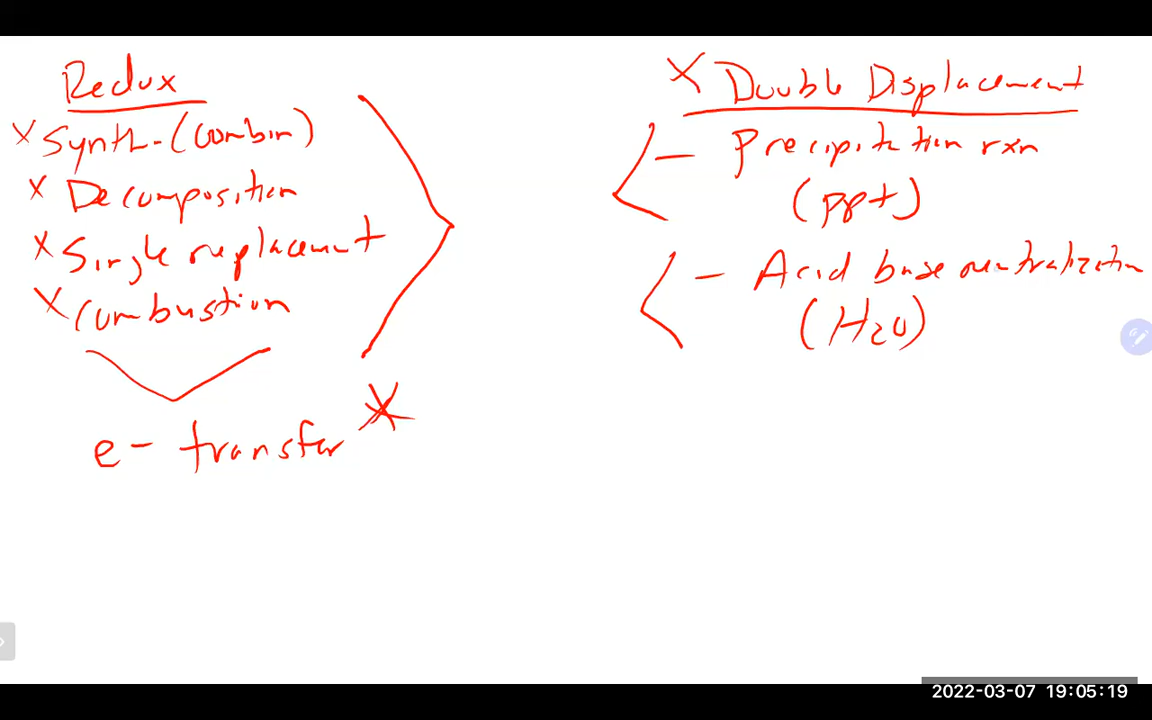 Redux
x Synth-(combin)
x Decomposition
x Single replacement
x Combustion
e- transfer *
x Double Displacement
- Precipitation rxn
(ppt)
- Acid base neutralization
(H2O)
2022-03-07 19:05:19